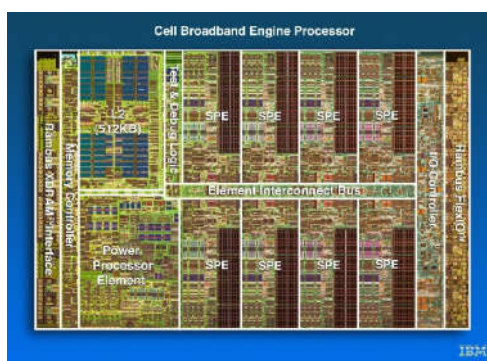 Cell Broadband Engine Processor
Rambus XDRAM™ Interface
Memory Controller
L2
(512KB)
Test & Debug Logic
SPE
SPE
SPE
SPE
Element Interconnect Bus
Power
Processor
Element
SPE
SPE
SPE
SPE
I/O Controller
Rambus FlexIO™
IBM